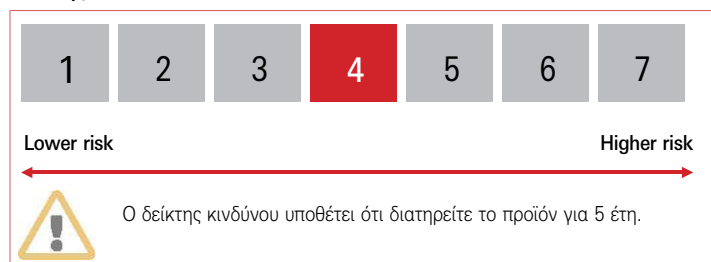 1 2 3 4 5 6 7
Lower risk Higher risk
Ο δείκτης κινδύνου υποθέτει ότι διατηρείτε το προϊόν για 5 έτη.